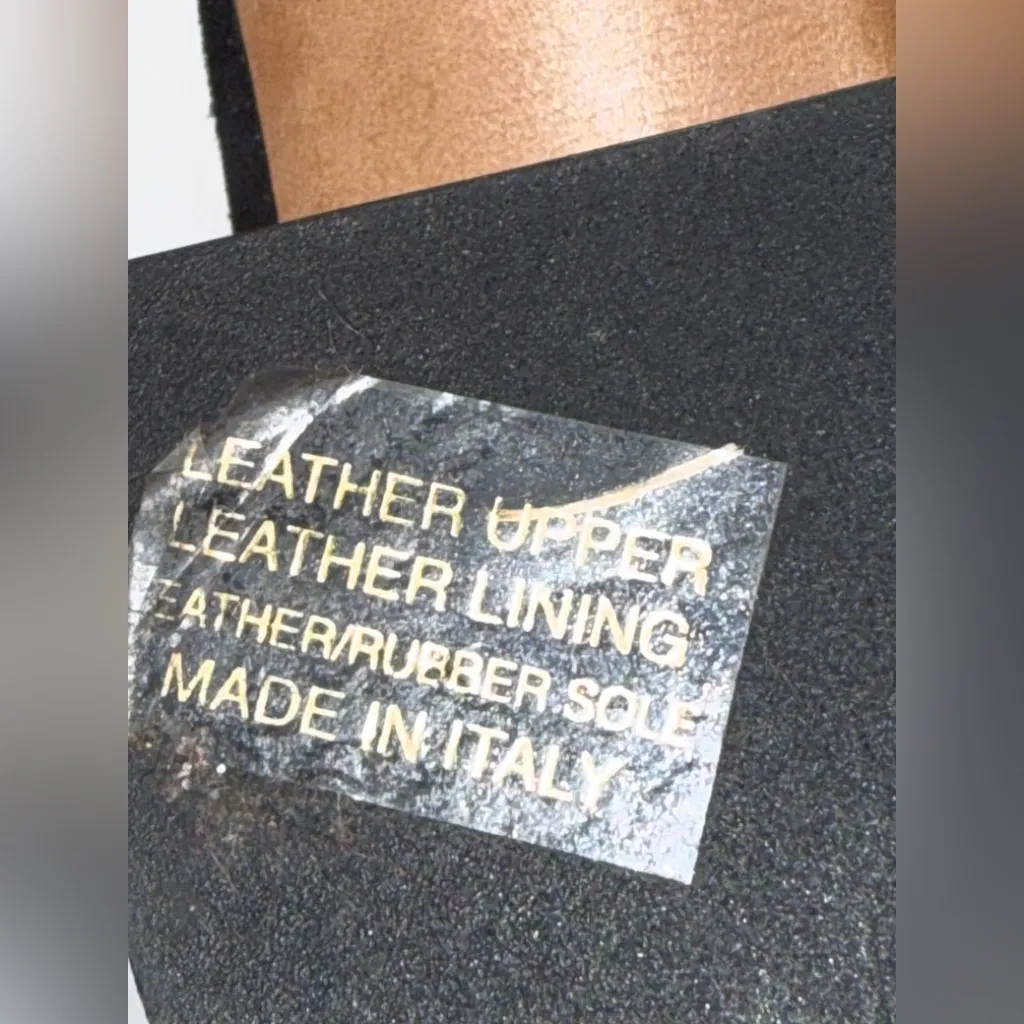 LEATHER UPPER
LEATHER LINING
EATHER/RUBBER SOLE
MADE IN ITALY